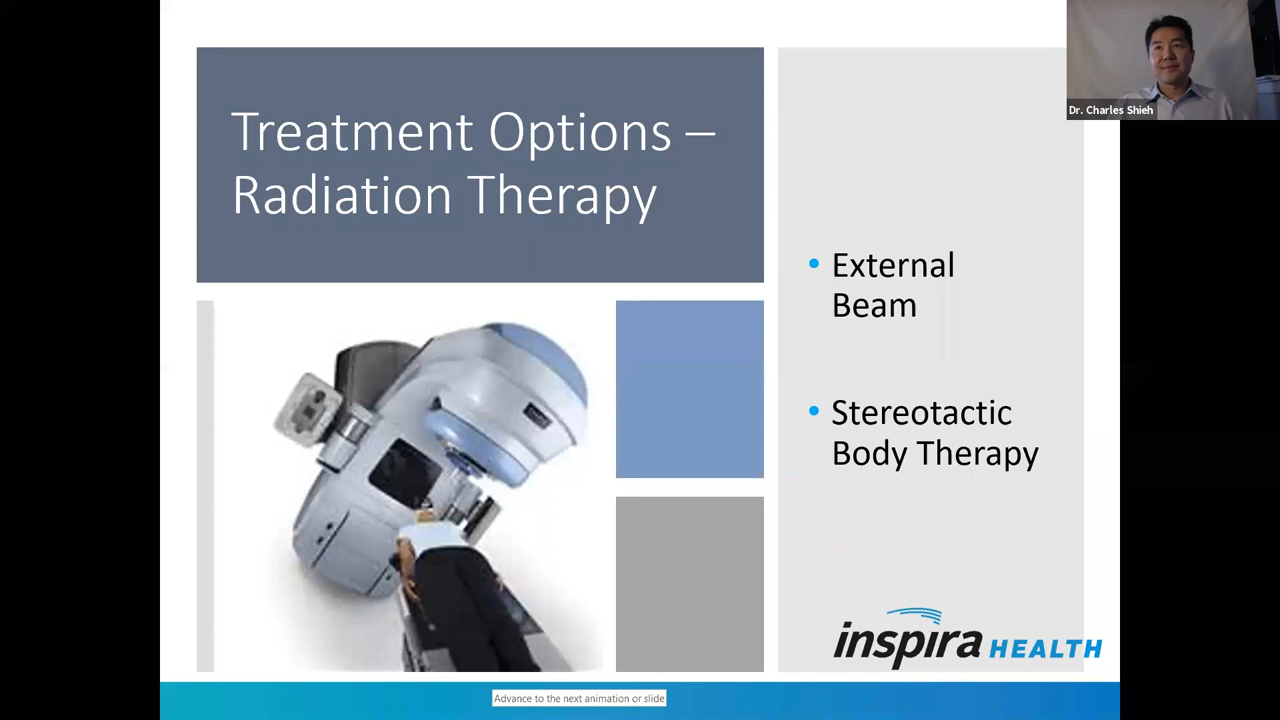 Treatment Options –
Radiation Therapy
Dr. Charles Shieh
• External
Beam
• Stereotactic
Body Therapy
inspira HEALTH
Advance to the next animation or slide